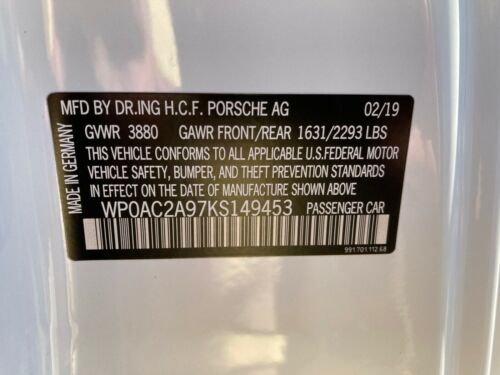 MFD BY DR.ING H.C.F. PORSCHE AG 02/19
GVWR 3880 GAWR FRONT/REAR 1631/2293 LBS
THIS VEHICLE CONFORMS TO ALL APPLICABLE U.S.FEDERAL MOTOR
VEHICLE SAFETY, BUMPER, AND THEFT PREVENTION STANDARDS
IN EFFECT ON THE DATE OF MANUFACTURE SHOWN ABOVE
WP0AC2A97KS149453 PASSENGER CAR
MADE IN GERMANY
991.701.112.68